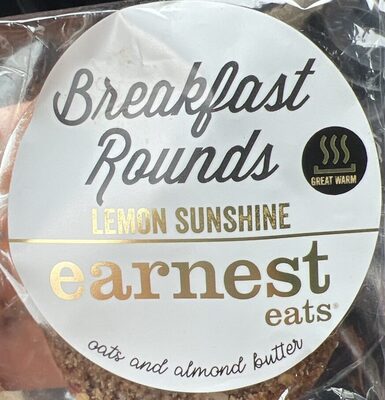 Breakfast
Rounds
GREAT WARM
LEMON SUNSHINE
earnest
eats®
oats and almond butter